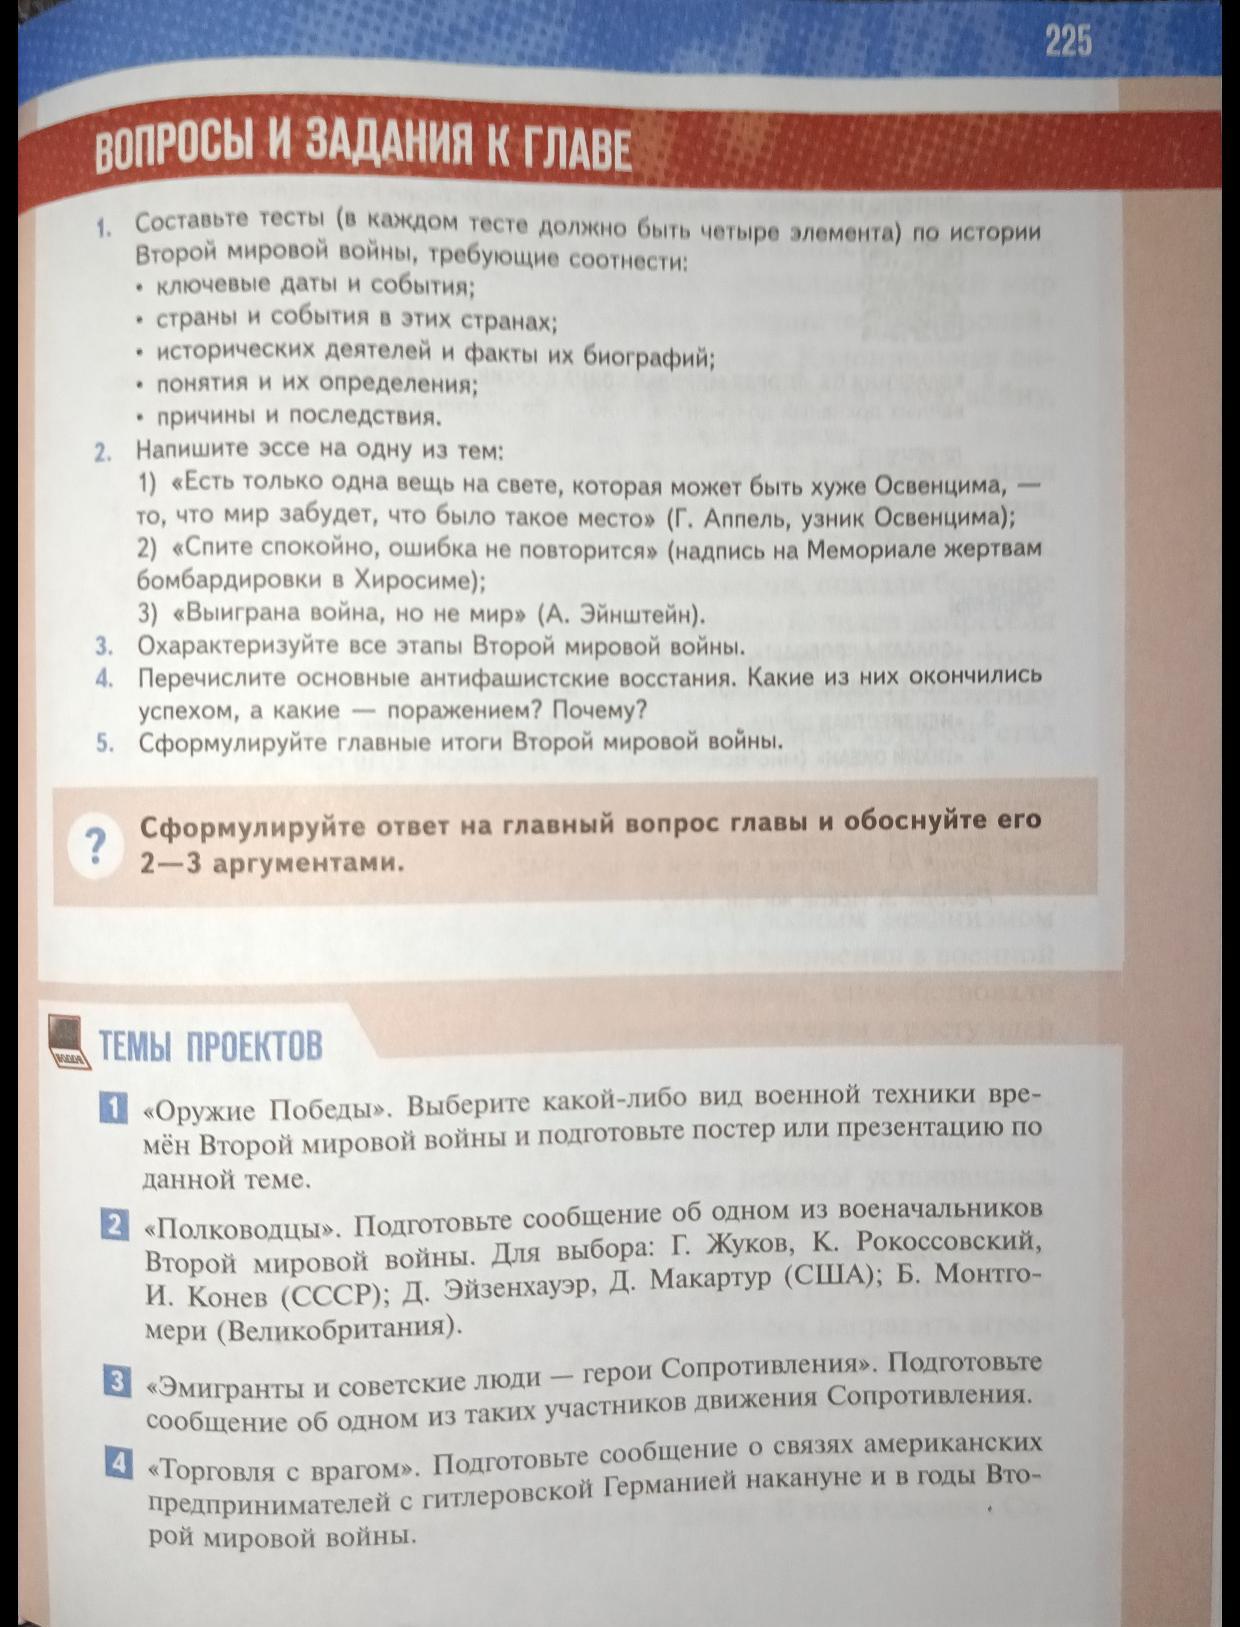 225
ВОПРОСЫ И ЗАДАНИЯ К ГЛАВЕ
1. Составьте тесты (в каждом тесте должно быть четыре элемента) по истории
Второй мировой войны, требующие соотнести:
• ключевые даты и события;
• страны и события в этих странах;
• исторических деятелей и факты их биографий;
• понятия и их определения;
• причины и последствия.
2. Напишите эссе на одну из тем:
1) «Есть только одна вещь на свете, которая может быть хуже Освенцима, —
то, что мир забудет, что было такое место» (Г. Аппель, узник Освенцима);
2) «Спите спокойно, ошибка не повторится» (надпись на Мемориале жертвам
бомбардировки в Хиросиме);
3) «Выиграна война, но не мир» (А. Эйнштейн).
3. Охарактеризуйте все этапы Второй мировой войны.
4. Перечислите основные антифашистские восстания. Какие из них окончились
успехом, а какие — поражением? Почему?
5. Сформулируйте главные итоги Второй мировой войны.
? Сформулируйте ответ на главный вопрос главы и обоснуйте его
2—3 аргументами.
ТЕМЫ ПРОЕКТОВ
1 «Оружие Победы». Выберите какой-либо вид военной техники вре-
мён Второй мировой войны и подготовьте постер или презентацию по
данной теме.
2 «Полководцы». Подготовьте сообщение об одном из военачальников
Второй мировой войны. Для выбора: Г. Жуков, К. Рокоссовский,
И. Конев (СССР); Д. Эйзенхауэр, Д. Макартур (США); Б. Монтго-
мери (Великобритания).
3 «Эмигранты и советские люди — герои Сопротивления». Подготовьте
сообщение об одном из таких участников движения Сопротивления.
4 «Торговля с врагом». Подготовьте сообщение о связях американских
предпринимателей с гитлеровской Германией накануне и в годы Вто-
рой мировой войны.